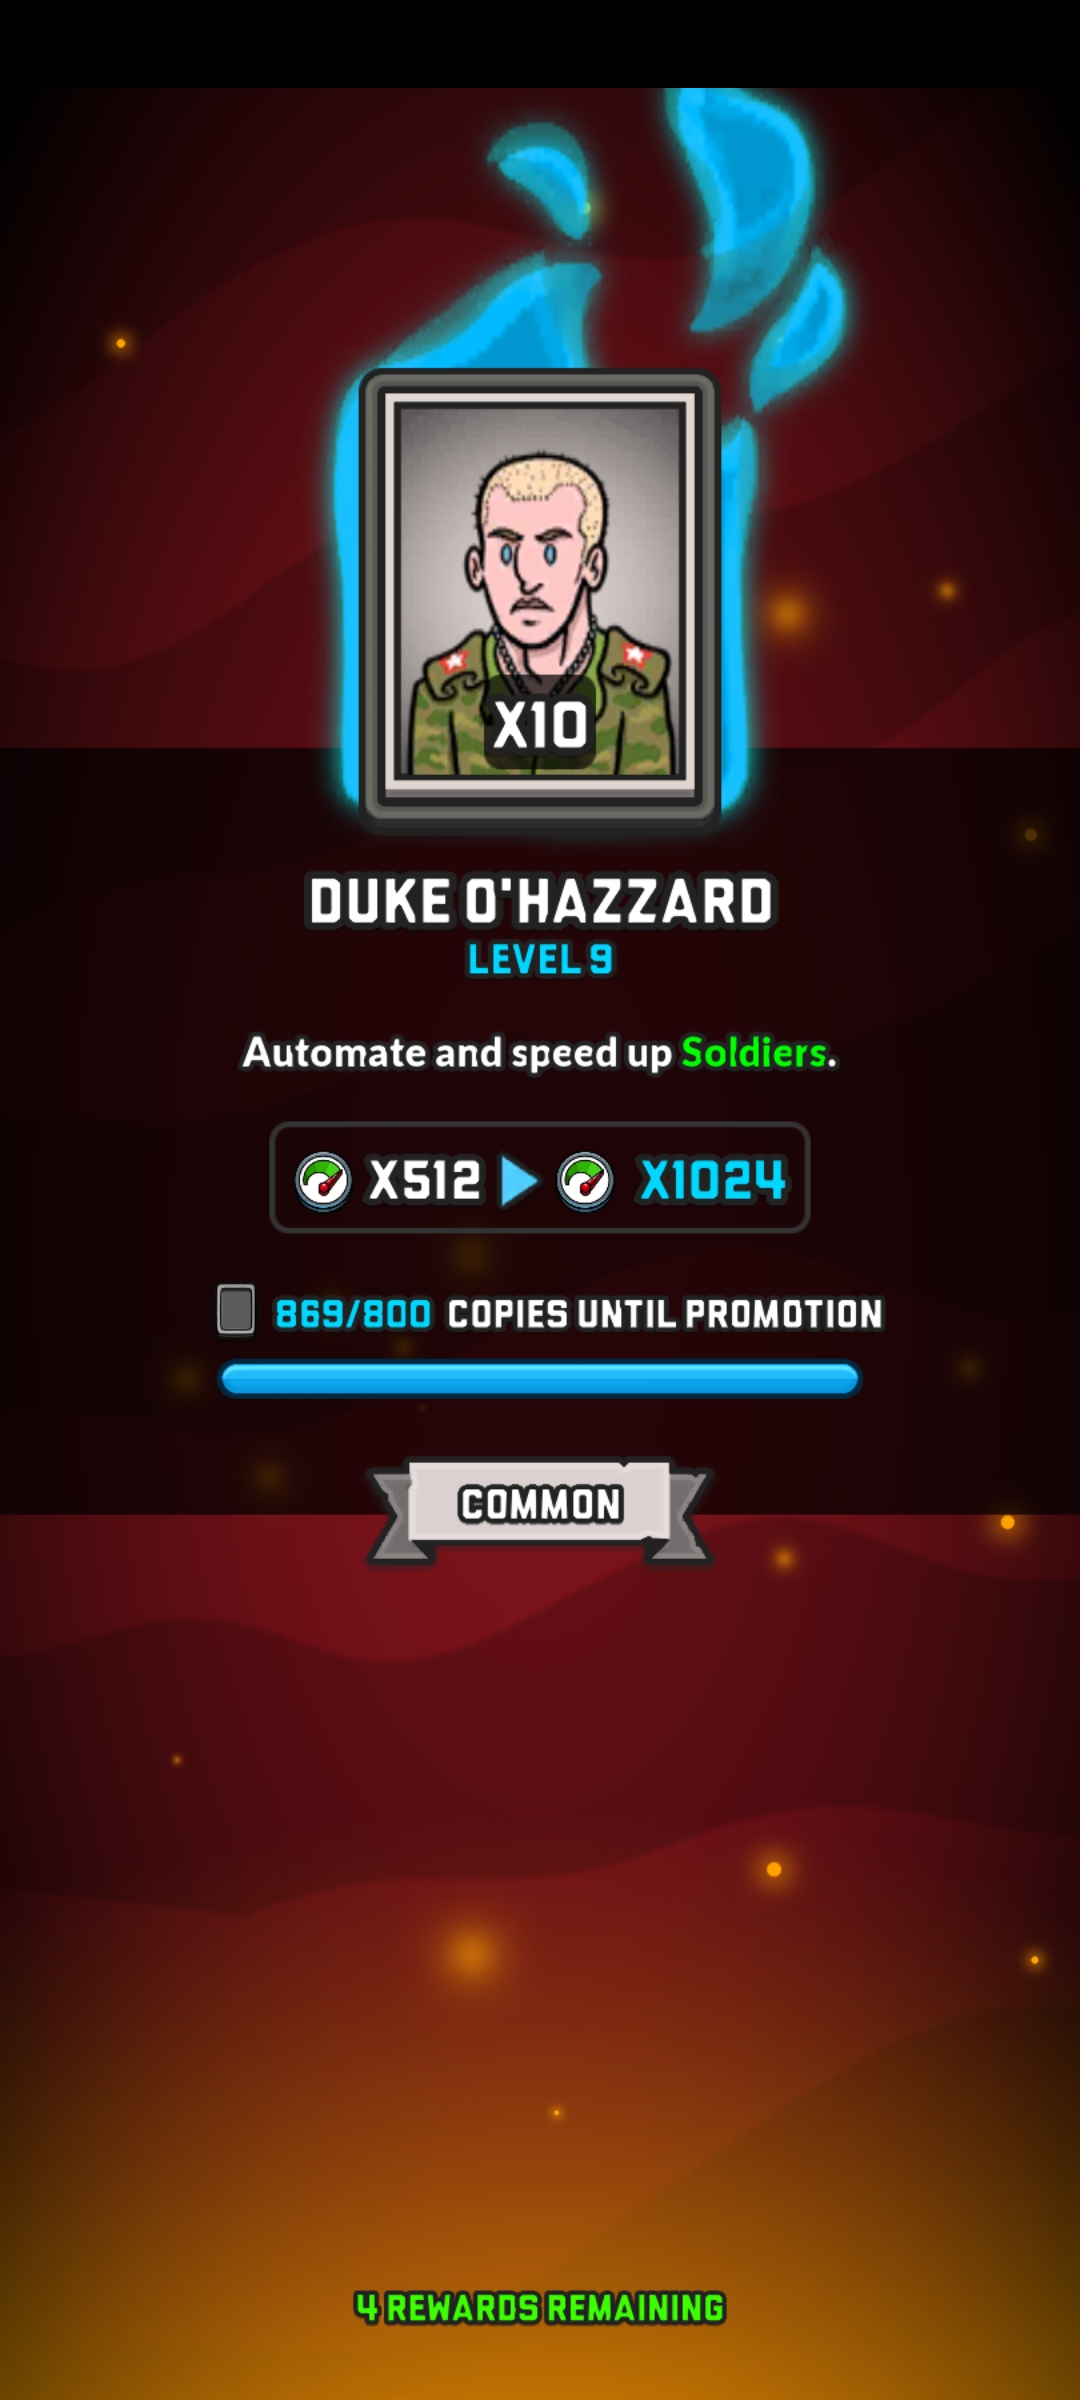 X10
DUKE O'HAZZARD
LEVEL 9
Automate and speed up Soldiers.
X512 X1024
869/800 COPIES UNTIL PROMOTION
COMMON
4 REWARDS REMAINING